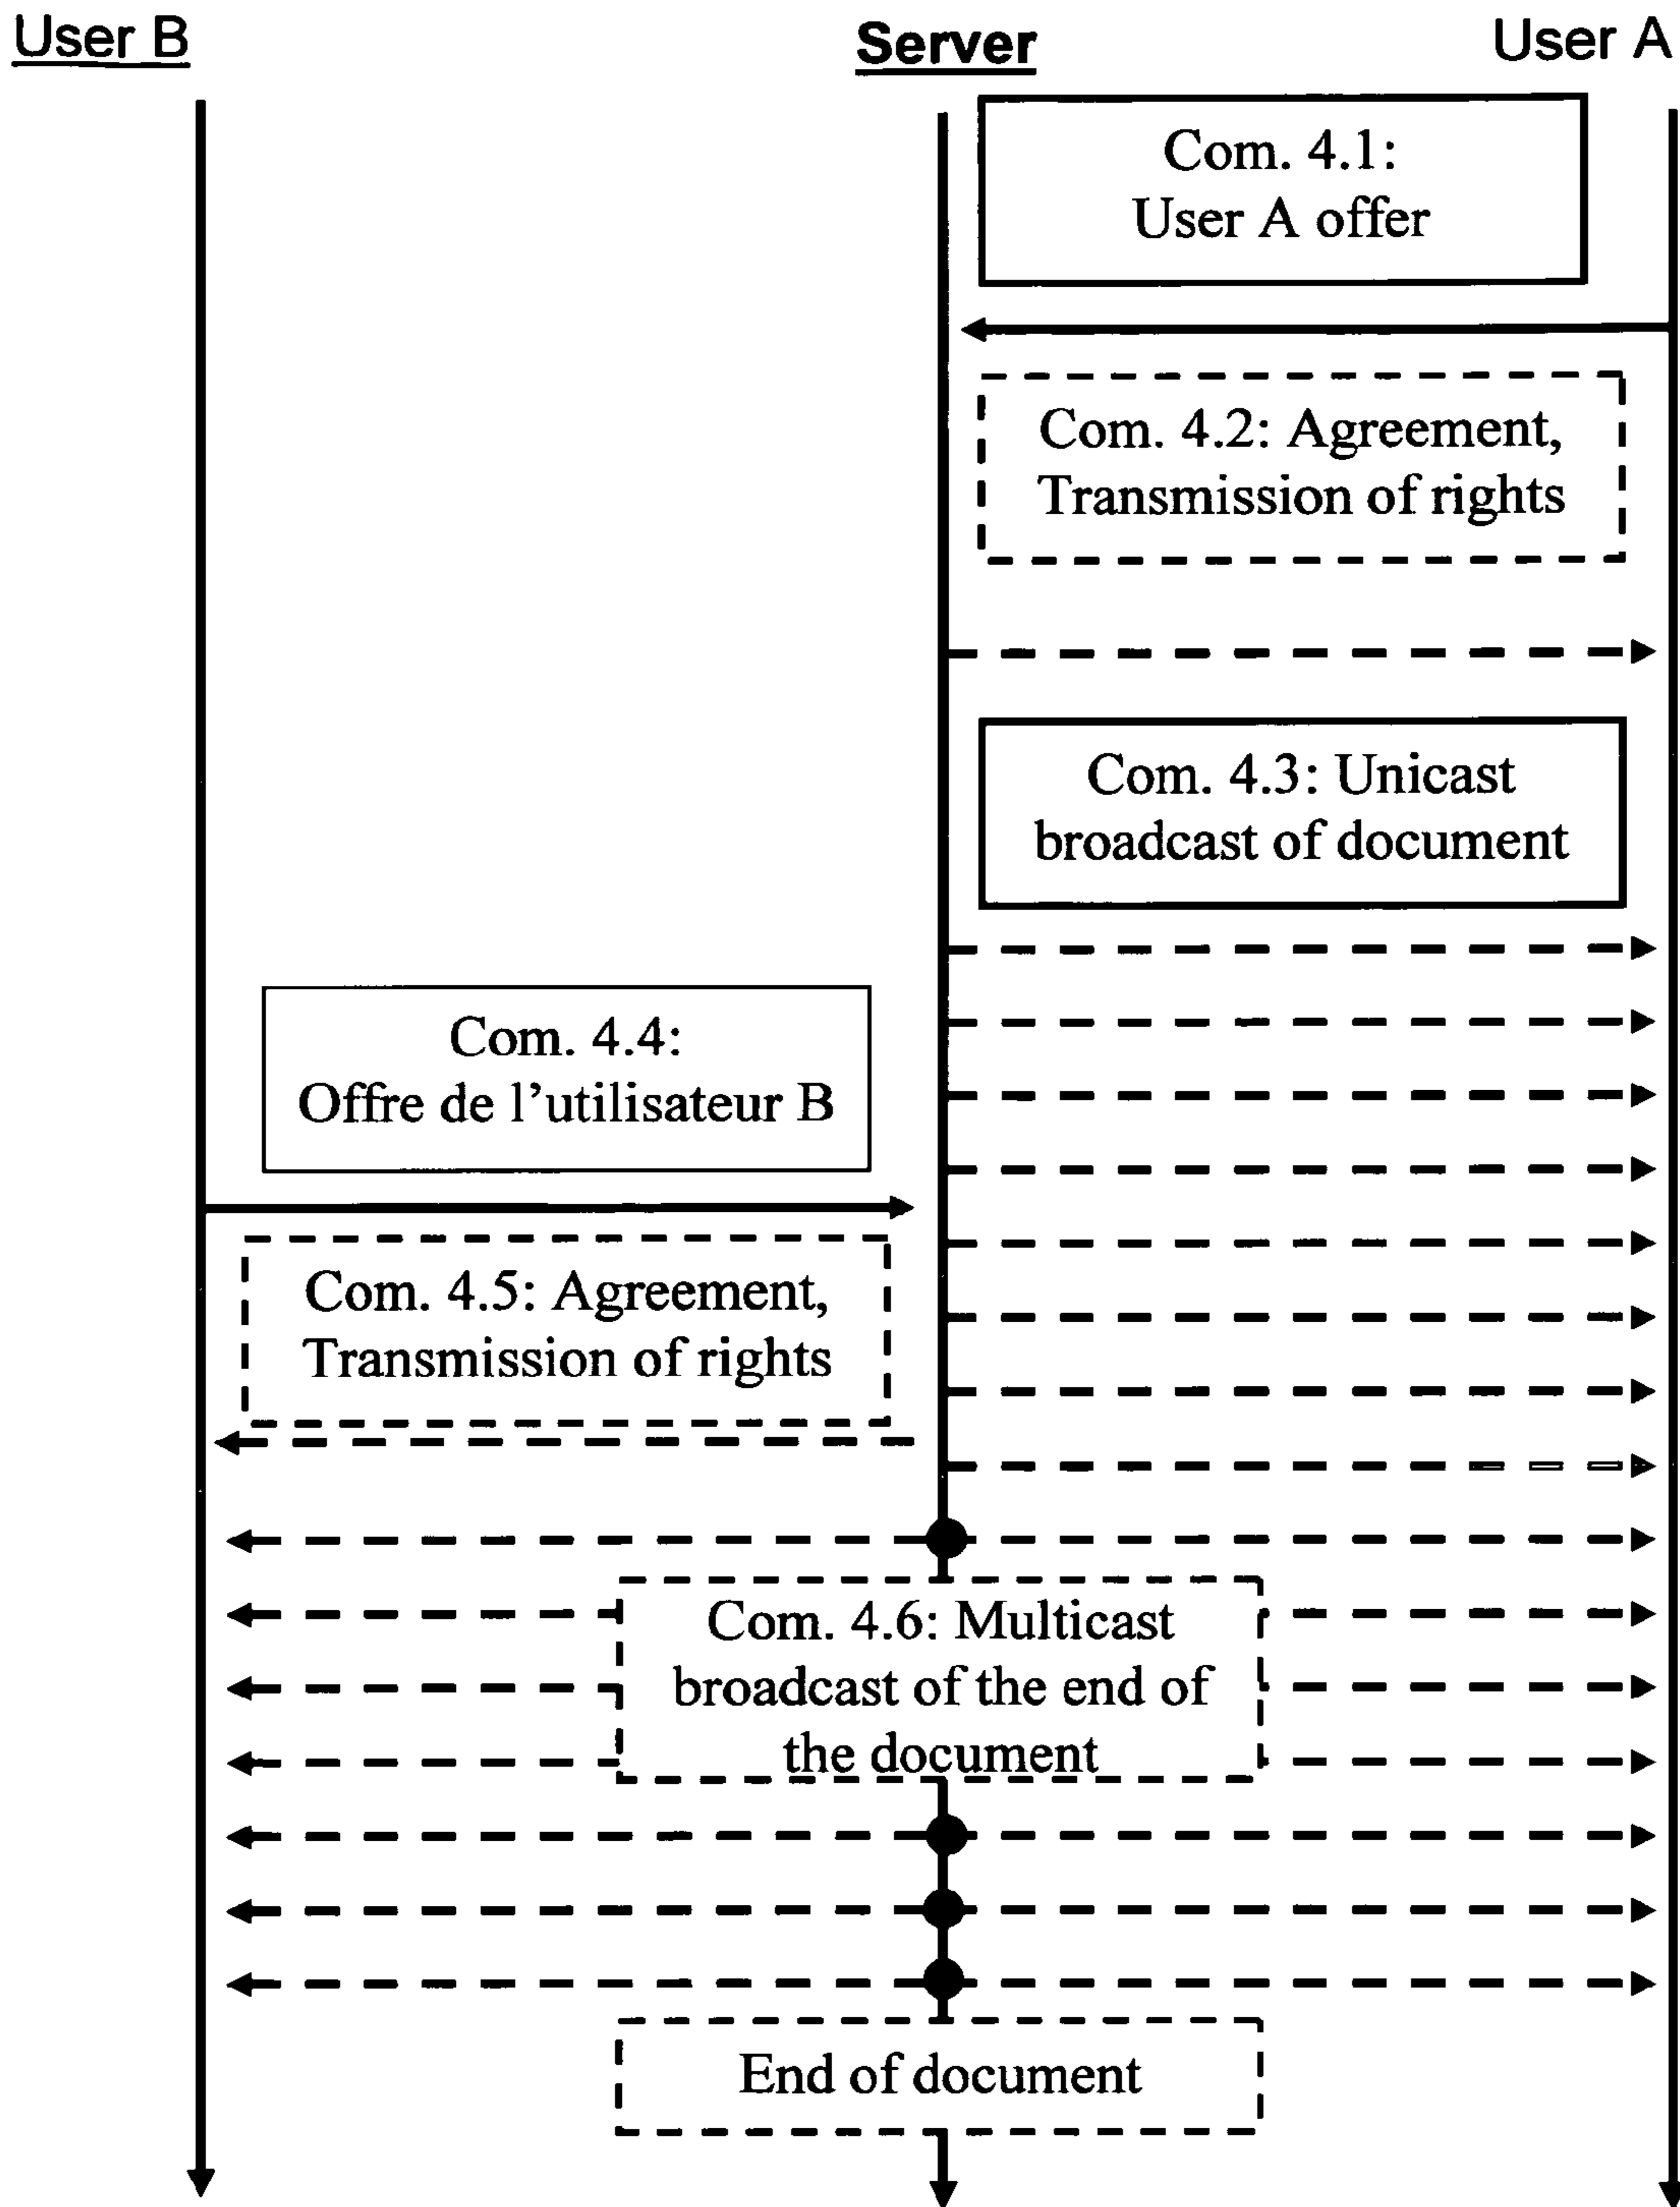 User B
Server
User A
Com. 4.1:
User A offer
Com. 4.2: Agreement,
Transmission of rights
Com. 4.3: Unicast
broadcast of document
Com. 4.4:
Offre de l'utilisateur B
Com. 4.5: Agreement,
Transmission of rights
Com. 4.6: Multicast
broadcast of the end of
the document
End of document